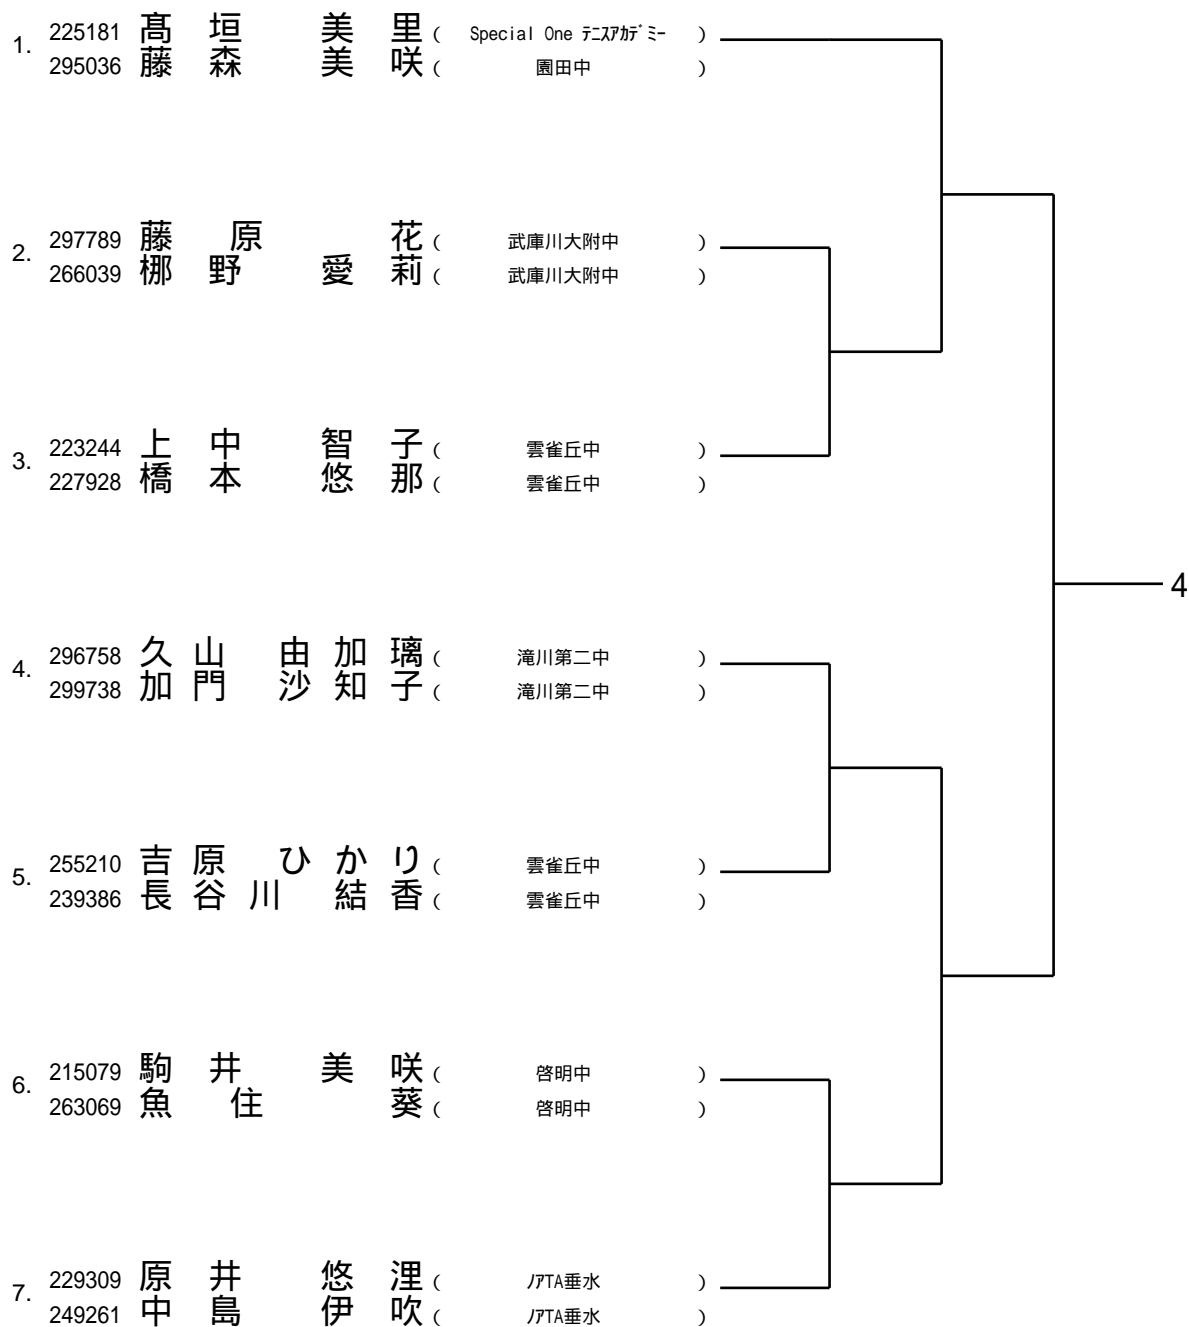 1. 225181 髙垣 美里 ( Special One ﾃﾆｽｱｶﾃﾞﾐｰ )
295036 藤森 美咲 ( 園田中 )
2. 297789 藤原 花 ( 武庫川大附中 )
266039 梛野 愛莉 ( 武庫川大附中 )
3. 223244 上中 智子 ( 雲雀丘中 )
227928 橋本 悠那 ( 雲雀丘中 )
4
4. 296758 久山 由加璃 ( 滝川第二中 )
299738 加門 沙知子 ( 滝川第二中 )
5. 255210 吉原 ひかり ( 雲雀丘中 )
239386 長谷川 結香 ( 雲雀丘中 )
6. 215079 駒井 美咲 ( 啓明中 )
263069 魚住 葵 ( 啓明中 )
7. 229309 原井 悠浬 ( ﾉｱTA垂水 )
249261 中島 伊吹 ( ﾉｱTA垂水 )